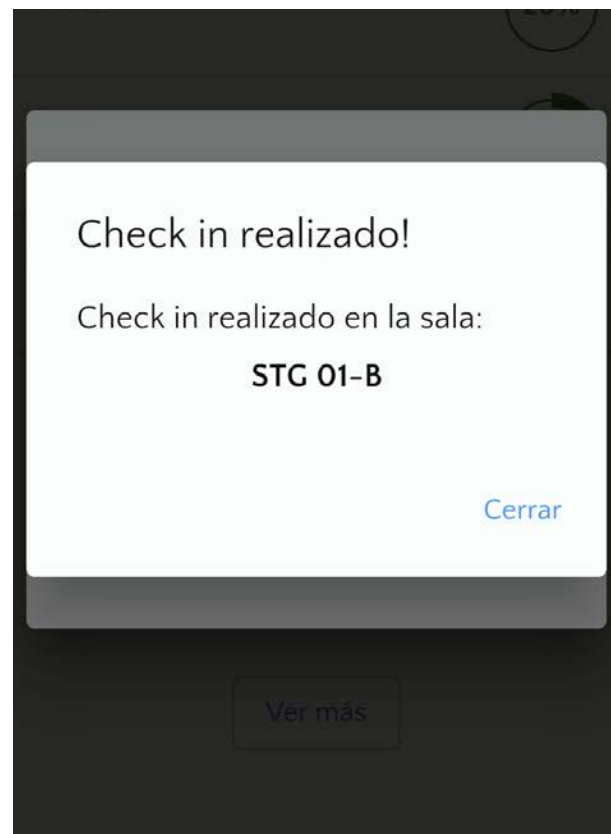 Check in realizado!
Check in realizado en la sala:
STG 01-B
Cerrar
Ver más